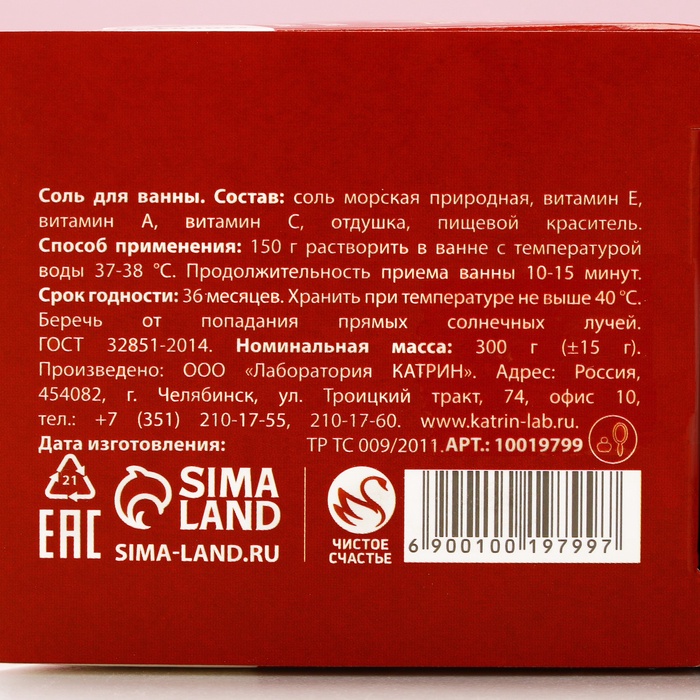 Соль для ванны. Состав: соль морская природная, витамин Е,
витамин А, витамин С, отдушка, пищевой краситель.
Способ применения: 150 г растворить в ванне с температурой
воды 37-38 °С. Продолжительность приема ванны 10-15 минут.
Срок годности: 36 месяцев. Хранить при температуре не выше 40 °С.
Беречь от попадания прямых солнечных лучей.
ГОСТ 32851-2014. Номинальная масса: 300 г (±15 г).
Произведено: ООО «Лаборатория КАТРИН». Адрес: Россия,
454082, г. Челябинск, ул. Троицкий тракт, 74, офис 10,
тел.: +7 (351) 210-17-55, 210-17-60. www.katrin-lab.ru.
Дата изготовления: ТР ТС 009/2011. АРТ.: 10019799
21
EAC
SIMA
LAND
SIMA-LAND.RU
ЧИСТОЕ
СЧАСТЬЕ
6 900100 197997